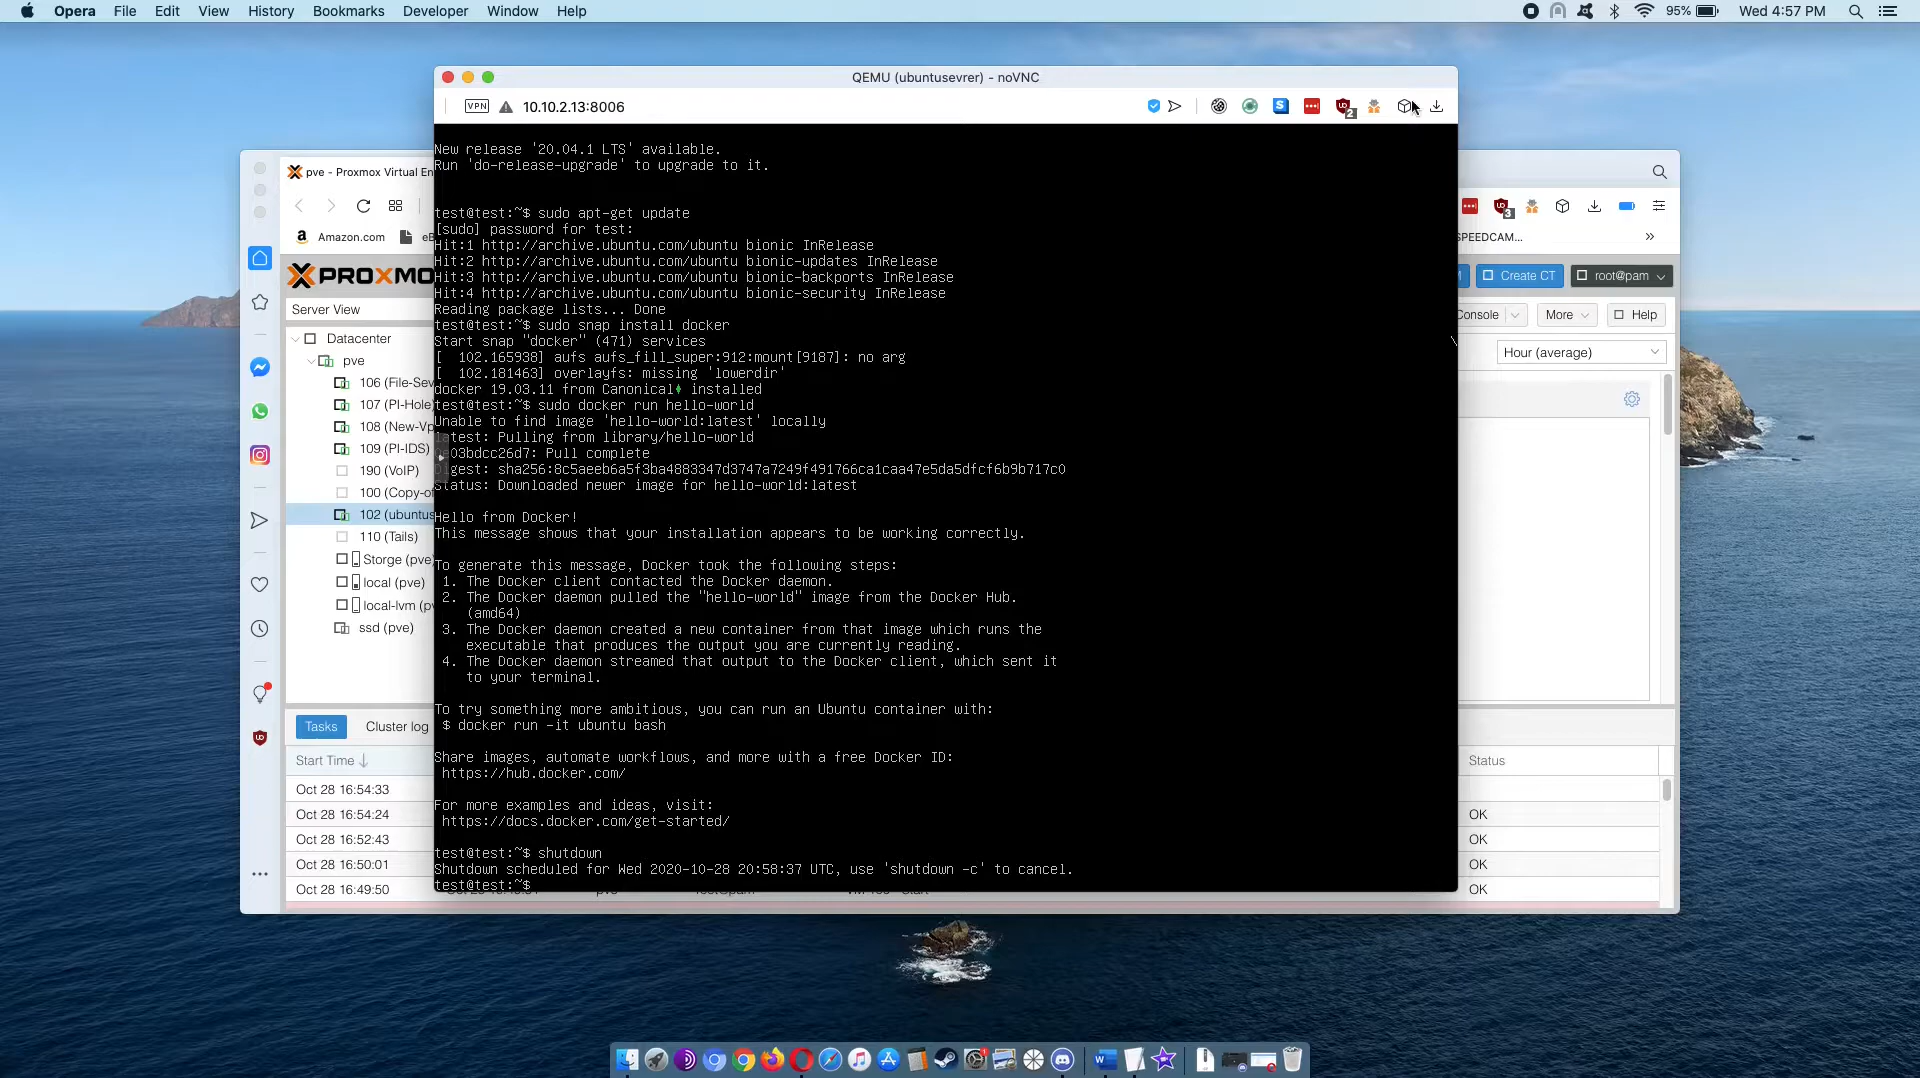 Opera File Edit View History Bookmarks Developer Window Help
95% Wed 4:57 PM
QEMU (ubuntusevrer) - noVNC
VPN 10.10.2.13:8006
2
New release '20.04.1 LTS' available.
Run 'do-release-upgrade' to upgrade to it.
test@test:~$ sudo apt-get update
[sudo] password for test:
Hit:1 http://archive.ubuntu.com/ubuntu bionic InRelease
Hit:2 http://archive.ubuntu.com/ubuntu bionic-updates InRelease
Hit:3 http://archive.ubuntu.com/ubuntu bionic-backports InRelease
Hit:4 http://archive.ubuntu.com/ubuntu bionic-security InRelease
Reading package lists... Done
test@test:~$ sudo snap install docker
Start snap "docker" (471) services
[  102.165938] aufs aufs_fill_super:912:mount[9187]: no arg
[  102.181463] overlayfs: missing 'lowerdir'
docker 19.03.11 from Canonical♦ installed
test@test:~$ sudo docker run hello-world
Unable to find image 'hello-world:latest' locally
latest: Pulling from library/hello-world
0e03bdcc26d7: Pull complete
Digest: sha256:8c5aeeb6a5f3ba4883347d3747a7249f491766ca1caa47e5da5dfcf6b9b717c0
Status: Downloaded newer image for hello-world:latest
Hello from Docker!
This message shows that your installation appears to be working correctly.
To generate this message, Docker took the following steps:
1. The Docker client contacted the Docker daemon.
2. The Docker daemon pulled the "hello-world" image from the Docker Hub.
(amd64)
3. The Docker daemon created a new container from that image which runs the
executable that produces the output you are currently reading.
4. The Docker daemon streamed that output to the Docker client, which sent it
to your terminal.
To try something more ambitious, you can run an Ubuntu container with:
$ docker run -it ubuntu bash
Share images, automate workflows, and more with a free Docker ID:
https://hub.docker.com/
For more examples and ideas, visit:
https://docs.docker.com/get-started/
test@test:~$ shutdown
Shutdown scheduled for Wed 2020-10-28 20:58:37 UTC, use 'shutdown -c' to cancel.
test@test:~$
pve - Proxmox Virtual En
Amazon.com eB
PROXMO
Server View
Datacenter
pve
106 (File-Sev
107 (PI-Hole
108 (New-Vp
109 (PI-IDS)
190 (VoIP)
100 (Copy-of
102 (ubuntus
110 (Tails)
Storge (pve)
local (pve)
local-lvm (pv
ssd (pve)
Tasks Cluster log
Start Time
Oct 28 16:54:33
Oct 28 16:54:24
Oct 28 16:52:43
Oct 28 16:50:01
Oct 28 16:49:50
3
SPEEDCAM...
Create CT root@pam
Console More Help
Hour (average)
Status
OK
OK
OK
OK